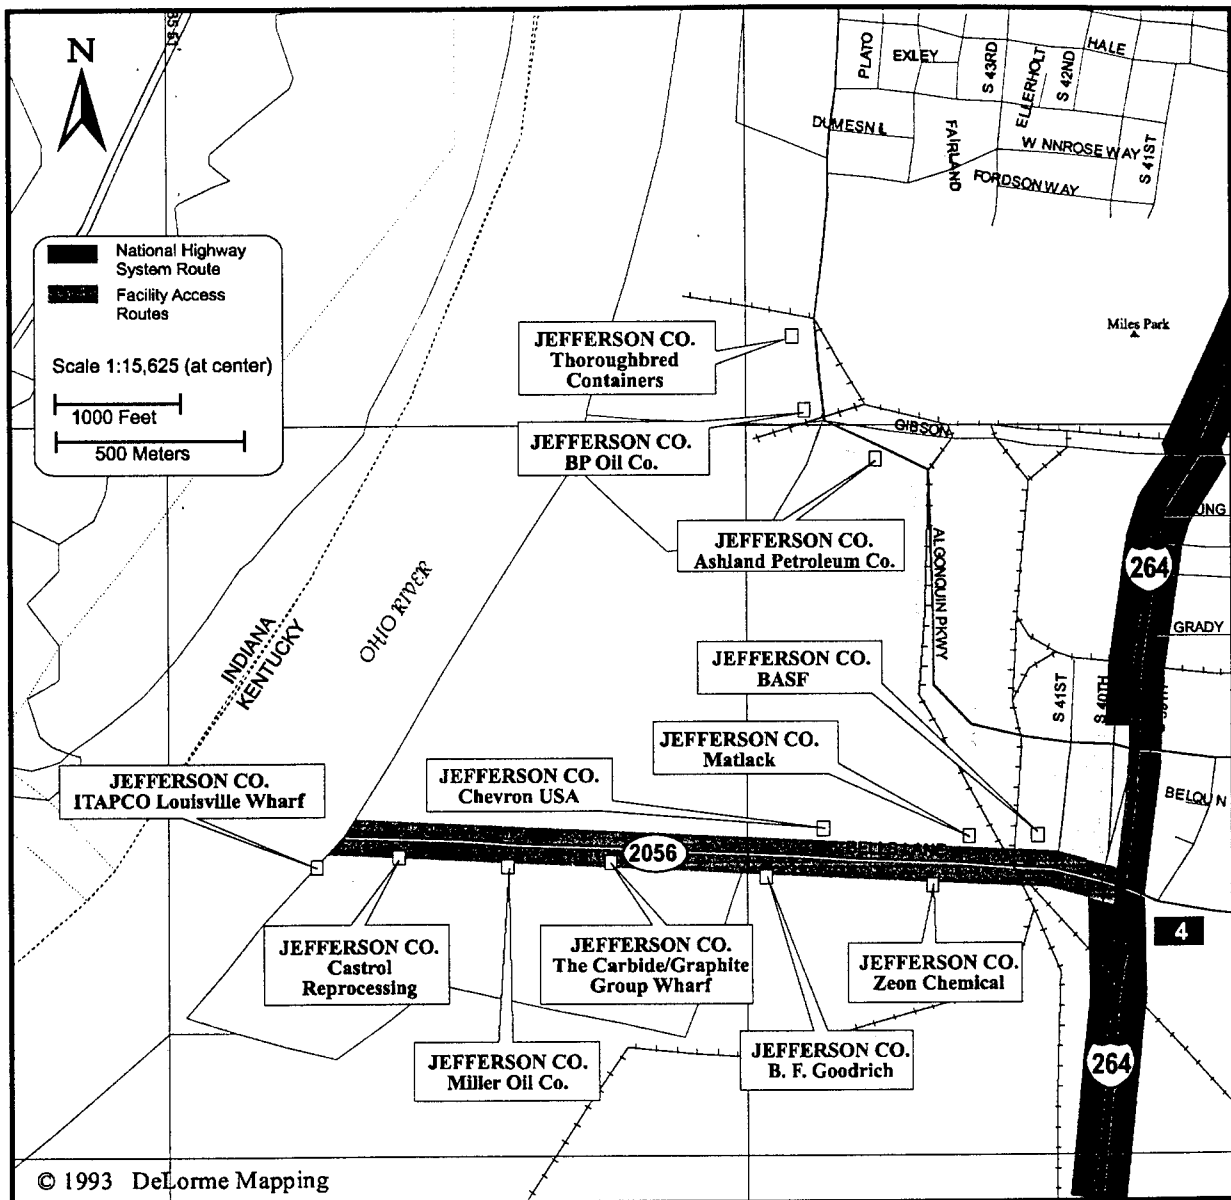 85 51'
N
PLATO
EXLEY
S 43RD
ELLERHOLT
S 42ND
HALE
DUMESNIL
FAIRLAND
W NNROSE WAY
S 41ST
FORDSON WAY
National Highway
System Route
Facility Access
Routes
Scale 1:15,625 (at center)
1000 Feet
500 Meters
JEFFERSON CO.
Thoroughbred
Containers
Miles Park
GIBSON
JEFFERSON CO.
BP Oil Co.
UNG
JEFFERSON CO.
Ashland Petroleum Co.
264
ALGONQUIN PKWY
OHIO RIVER
INDIANA
KENTUCKY
GRADY
JEFFERSON CO.
BASF
S 41ST
S 40TH
JEFFERSON CO.
Matlack
JEFFERSON CO.
Chevron USA
JEFFERSON CO.
ITAPCO Louisville Wharf
BELQU N
2056
4
JEFFERSON CO.
Castrol
Reprocessing
JEFFERSON CO.
The Carbide/Graphite
Group Wharf
JEFFERSON CO.
Zeon Chemical
JEFFERSON CO.
Miller Oil Co.
JEFFERSON CO.
B. F. Goodrich
264
© 1993 DeLorme Mapping